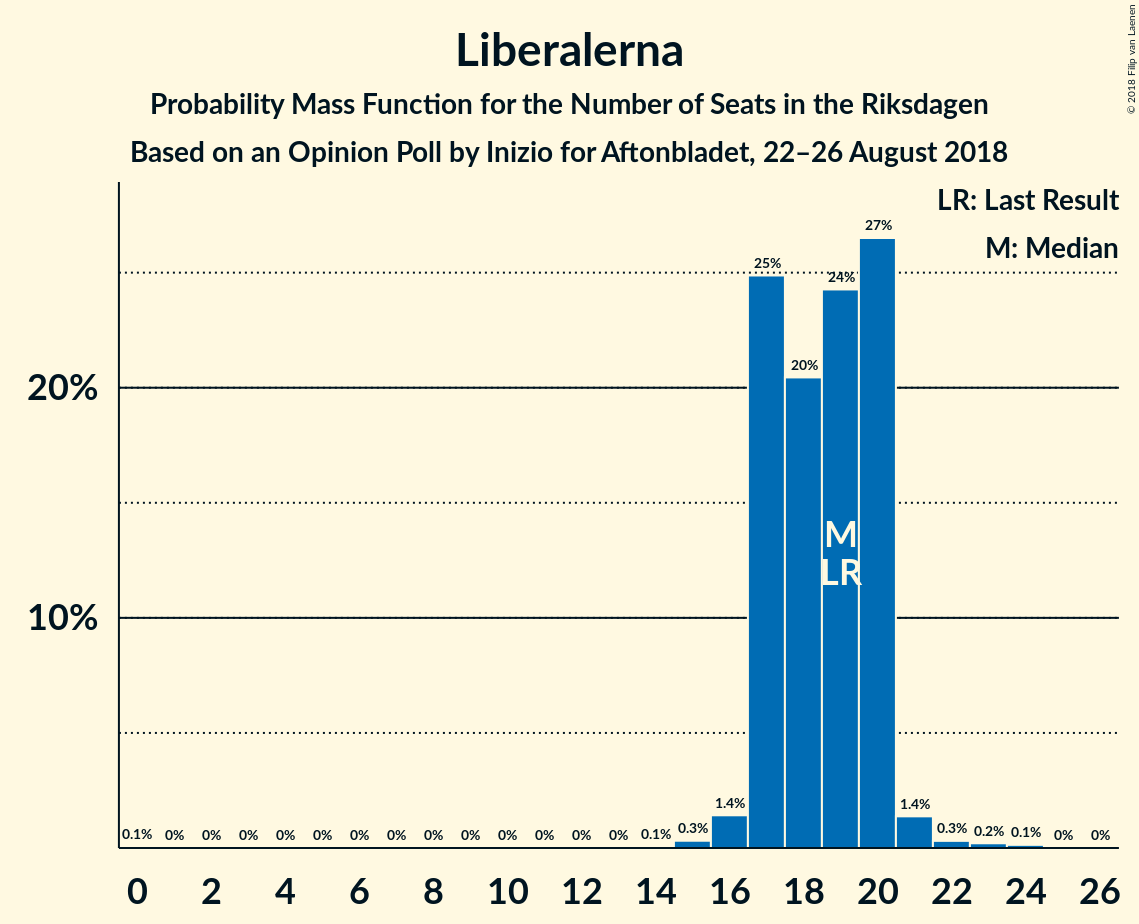 Liberalerna
Probability Mass Function for the Number of Seats in the Riksdagen
Based on an Opinion Poll by Inizio for Aftonbladet, 22–26 August 2018
© 2018 Filip van Laenen
LR: Last Result
M: Median
27%
25%
24%
20%
20%
M
LR
10%
0.1% 0% 0% 0% 0% 0% 0% 0% 0% 0% 0% 0% 0% 0% 0.1% 0.3% 1.4% 1.4% 0.3% 0.2% 0.1% 0% 0%
0 2 4 6 8 10 12 14 16 18 20 22 24 26